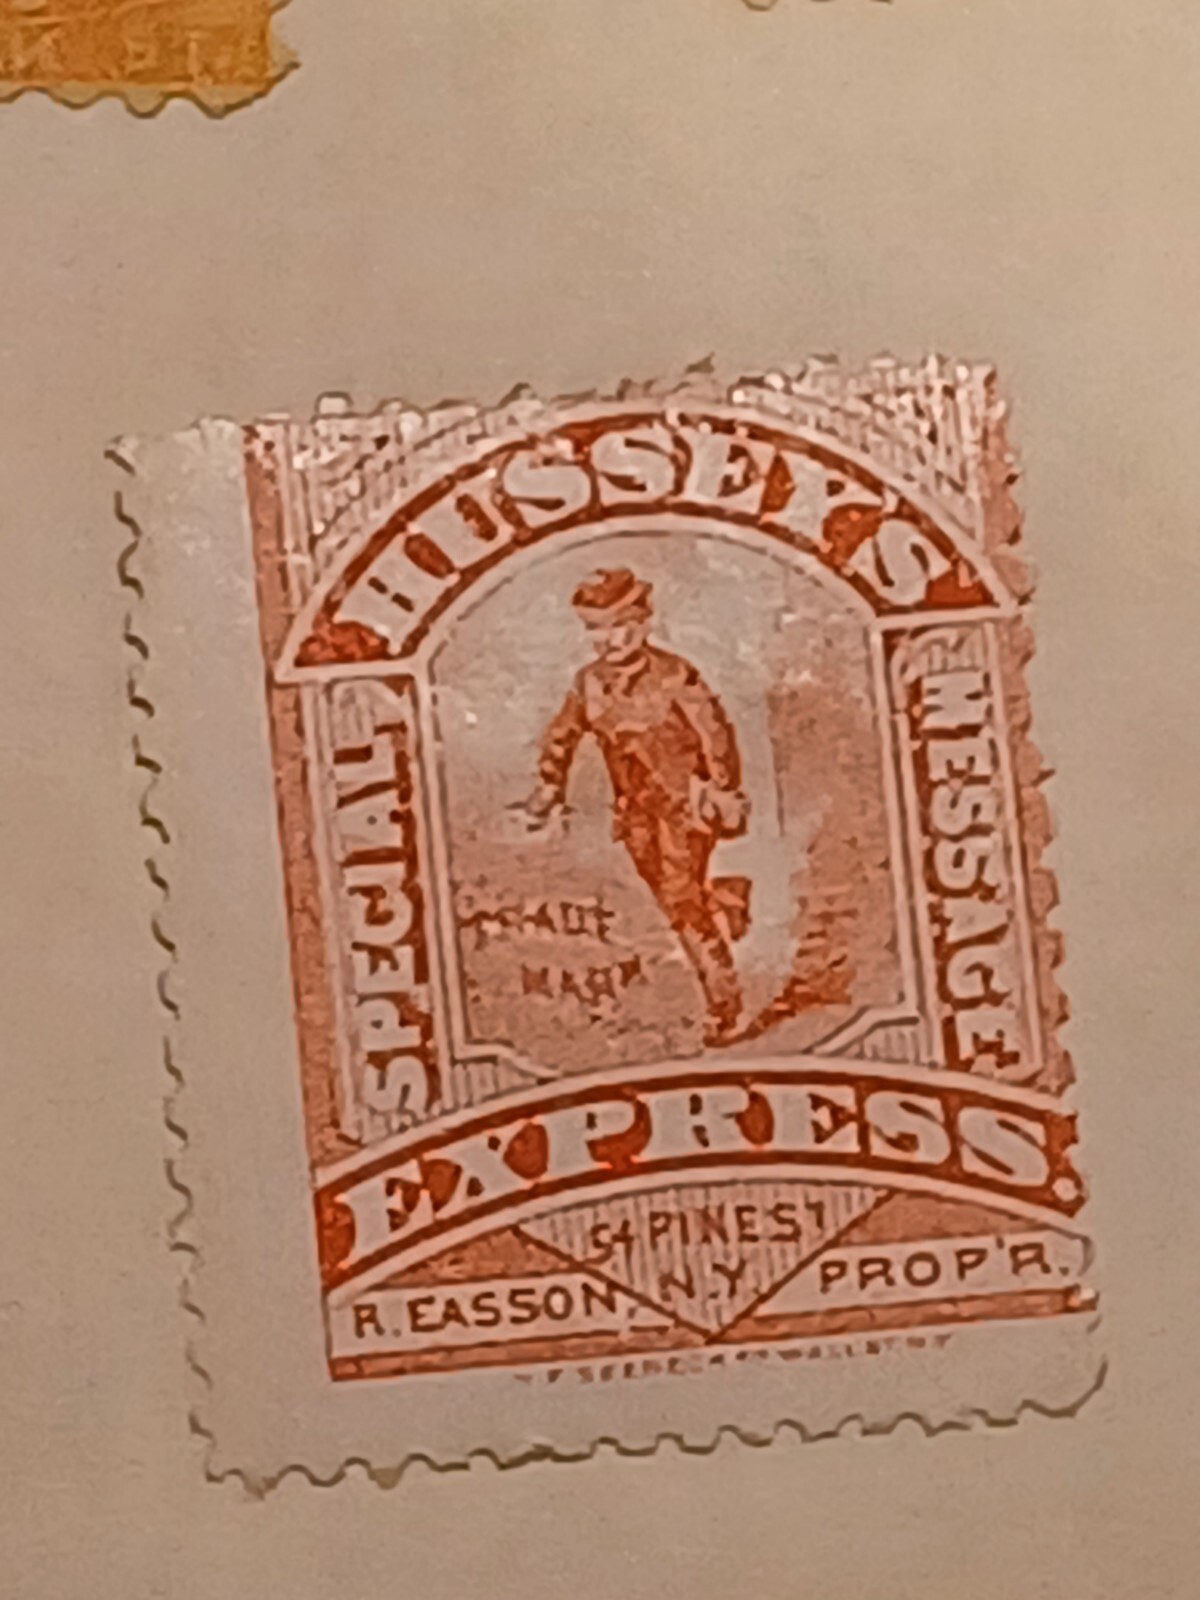 HUSSEY'S
SPECIAL
MESSAGE
TRADE
MARK
EXPRESS.
54 PINE ST
N.Y.
R. EASSON,
PROP'R.